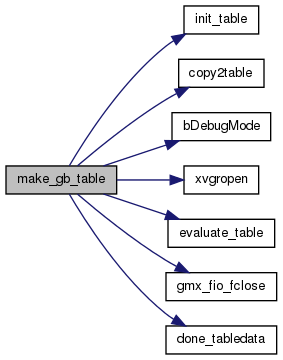 init_table
copy2table
bDebugMode
make_gb_table
xvgropen
evaluate_table
gmx_fio_fclose
done_tabledata